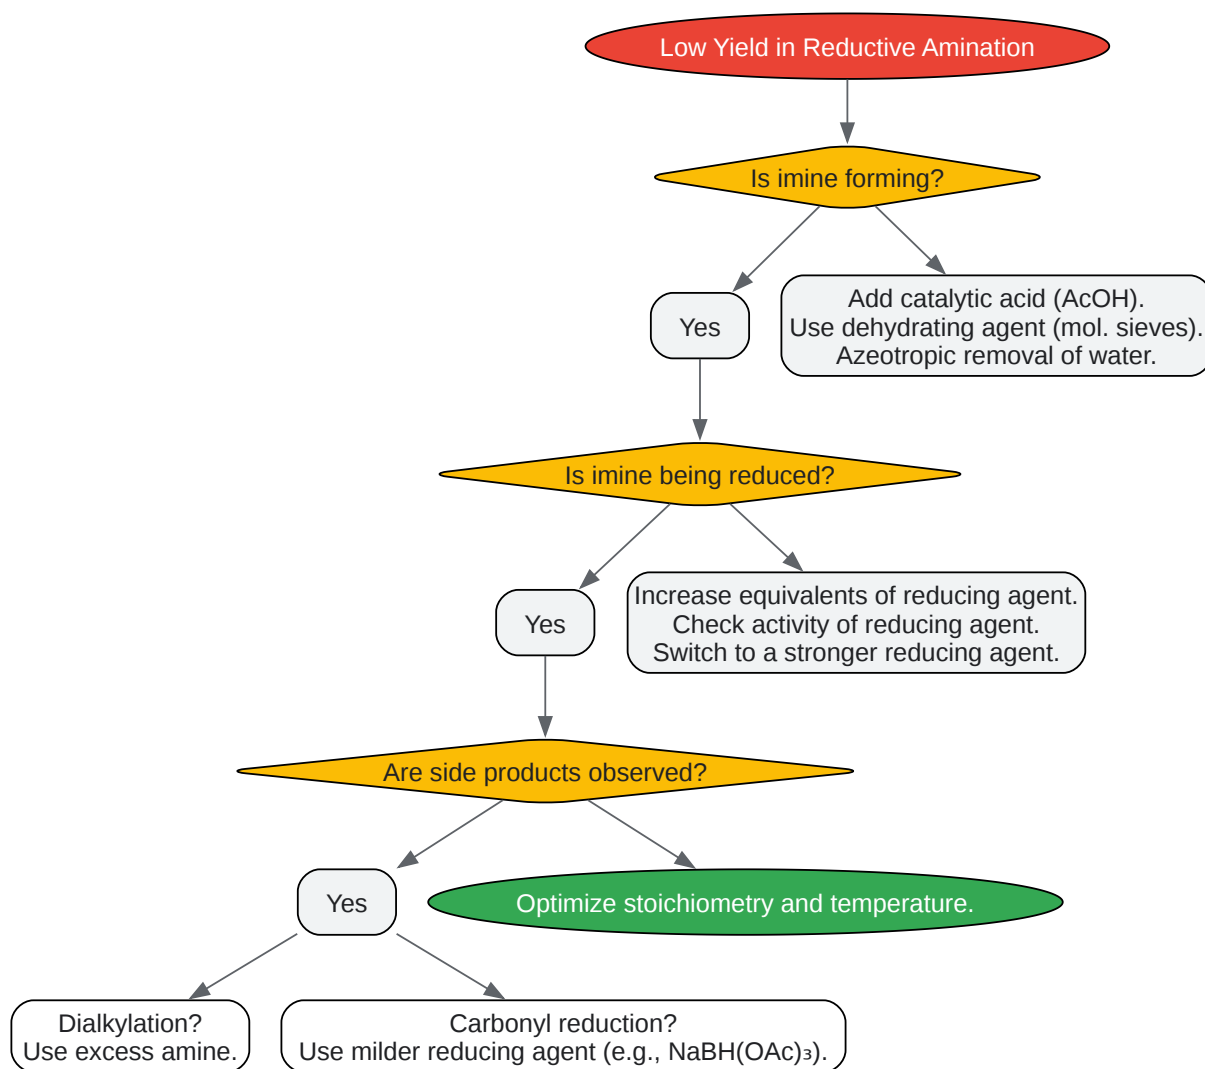 Low Yield in Reductive Amination
Is imine forming?
Yes
Add catalytic acid (AcOH).
Use dehydrating agent (mol. sieves).
Azeotropic removal of water.
Is imine being reduced?
Yes
Increase equivalents of reducing agent.
Check activity of reducing agent.
Switch to a stronger reducing agent.
Are side products observed?
Yes
Optimize stoichiometry and temperature.
Dialkylation?
Use excess amine.
Carbonyl reduction?
Use milder reducing agent (e.g., NaBH(OAc)₃).